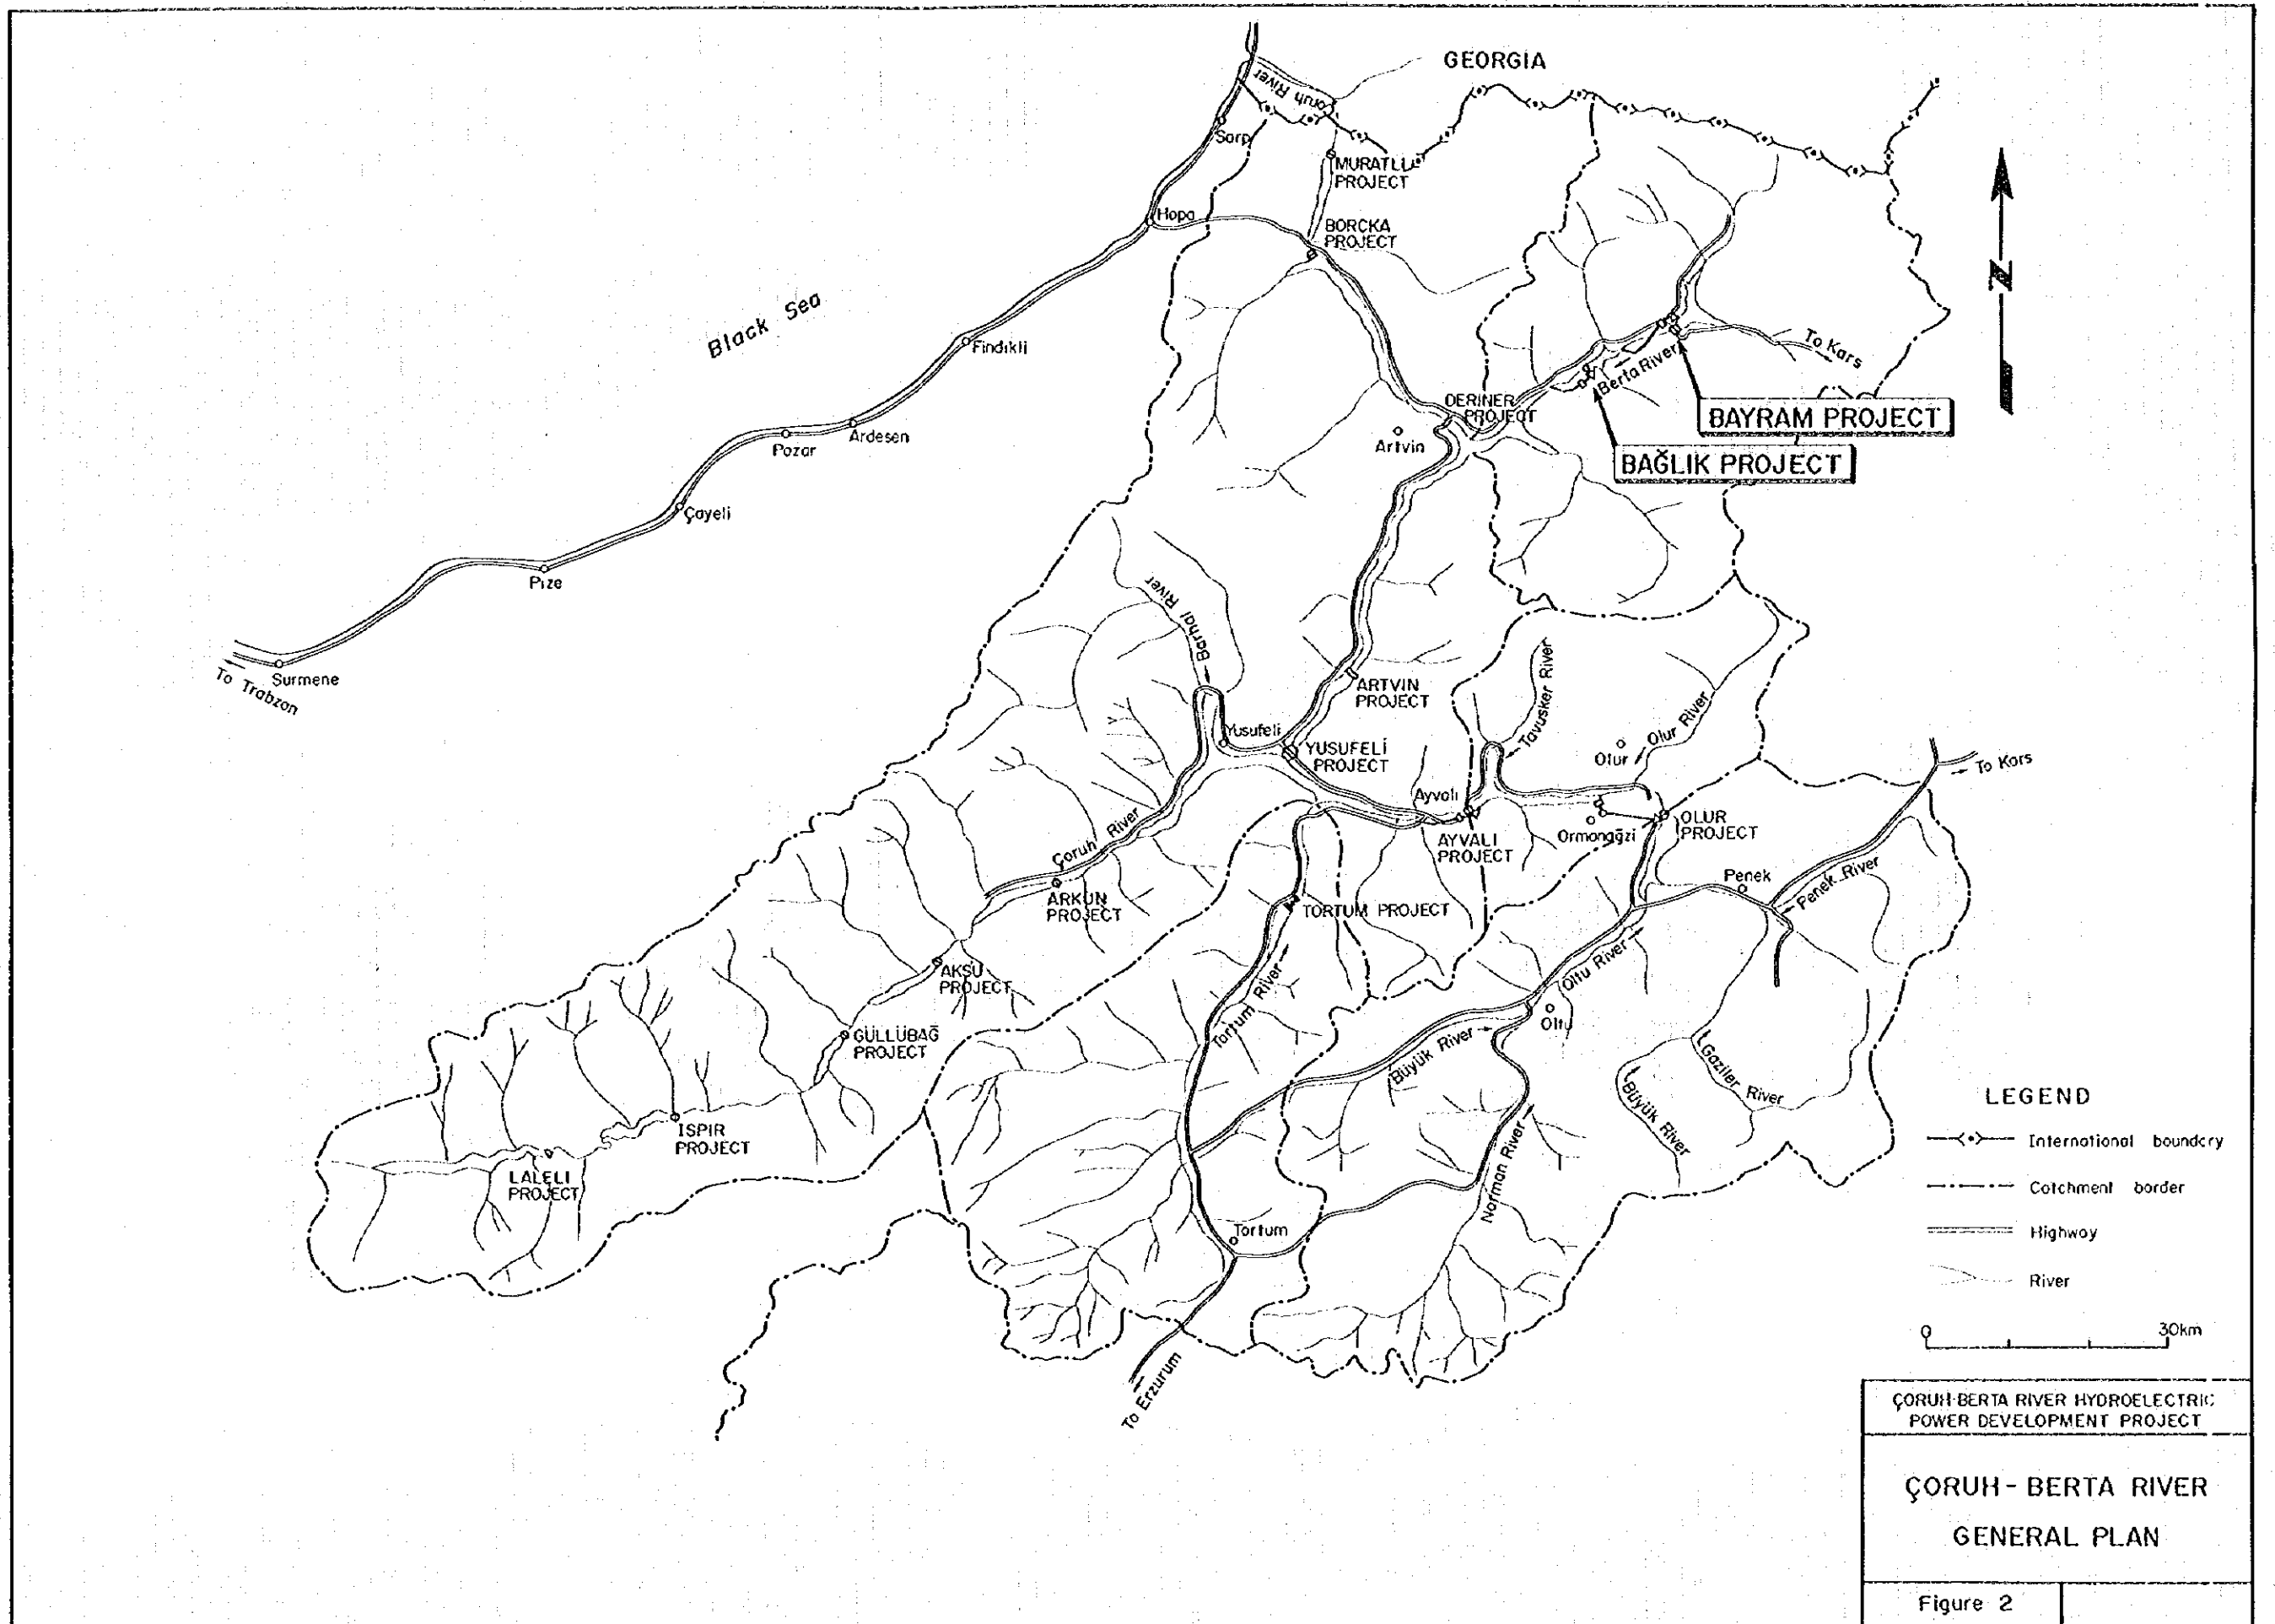 GEORGIA
Çoruh River
Sarp
MURATLI
PROJECT
Hopa
BORCKA
PROJECT
Black Sea
Findikli
To Kars
Berta River
DERINER
PROJECT
BAYRAM PROJECT
Ardesen
Pazar
Artvin
BAĞLIK PROJECT
Çayeli
Pize
Barhal River
Surmene
To Trabzon
ARTVIN
PROJECT
Tavusker River
Olur River
Yusufeli
YUSUFELİ
PROJECT
Olur
To Kars
Ayvalı
AYVALI
PROJECT
Ormanağzi
OLUR
PROJECT
Çoruh River
ARKUN
PROJECT
Penek
Penek River
TORTUM PROJECT
AKSU
PROJECT
Oltu River
Tortum River
Oltu
GÜLLÜBAĞ
PROJECT
Büyük River
Gaziler River
Büyük River
ISPIR
PROJECT
LALELI
PROJECT
Narman River
Tortum
To Erzurum
N
LEGEND
International boundary
Catchment border
Highway
River
0 30km
ÇORUH-BERTA RIVER HYDROELECTRIC
POWER DEVELOPMENT PROJECT
ÇORUH - BERTA RIVER
GENERAL PLAN
Figure 2